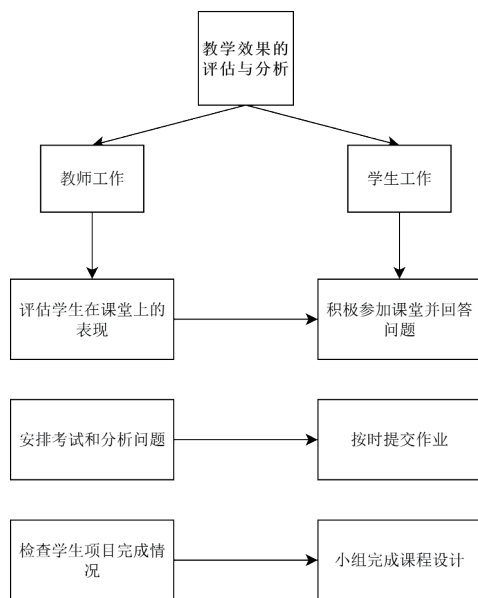 教学效果的
评估与分析
教师工作
学生工作
评估学生在课堂上的
表现
积极参加课堂并回答
问题
安排考试和分析问题
按时提交作业
检查学生项目完成情
况
小组完成课程设计